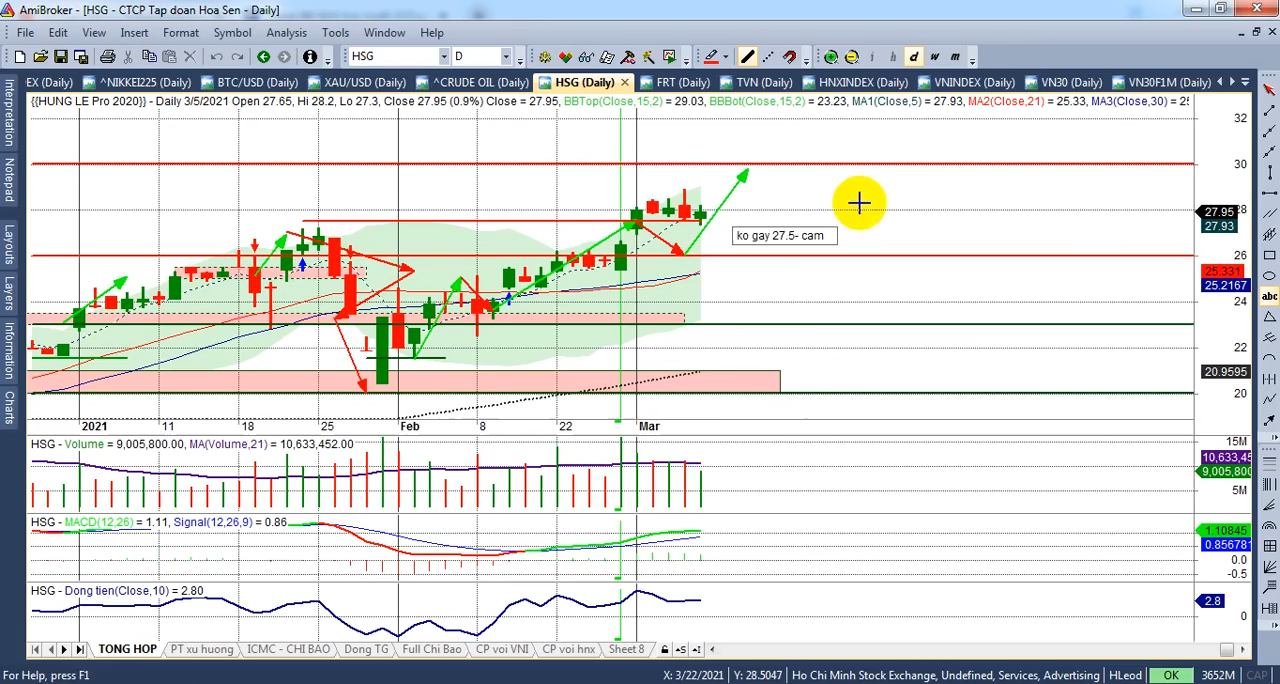 AmiBroker - [HSG - CTCP Tap doan Hoa Sen - Daily]
File Edit View Insert Format Symbol Analysis Tools Window Help
HSG D i h d w m
EX (Daily) ^NIKKEI225 (Daily) BTC/USD (Daily) XAU/USD (Daily) ^CRUDE OIL (Daily) HSG (Daily) FRT (Daily) TVN (Daily) HNXINDEX (Daily) VNINDEX (Daily) VN30 (Daily) VN30F1M (Daily)
Interpretation
Notepad
Layouts
Layers
Information
Charts
abc
{{HUNG LE Pro 2020}} - Daily 3/5/2021 Open 27.65, Hi 28.2, Lo 27.3, Close 27.95 (0.9%) Close = 27.95, BBTop(Close,15,2) = 29.03, BBBot(Close,15,2) = 23.23, MA1(Close,5) = 27.93, MA2(Close,21) = 25.33, MA3(Close,30) = 25
32
30
28
27.95
27.93
ko gay 27.5- cam
26
25.331
25.2167
24
22
20.9595
20
2021 11 18 25 Feb 8 22 Mar
HSG - Volume = 9,005,800.00, MA(Volume,21) = 10,633,452.00
15M
10,633,45
9,005,800
5M
HSG - MACD(12,26) = 1.11, Signal(12,26,9) = 0.86
1.10845
0.856781
0.0
-0.5
HSG - Dong tien(Close,10) = 2.80
2.8
0
TONG HOP PT xu huong ICMC - CHI BAO Dong TG Full Chi Bao CP voi VNI CP voi hnx Sheet 8
For Help, press F1 X: 3/22/2021 Y: 28.5047 Ho Chi Minh Stock Exchange, Undefined, Services, Advertising HLeod OK 3652M CAP